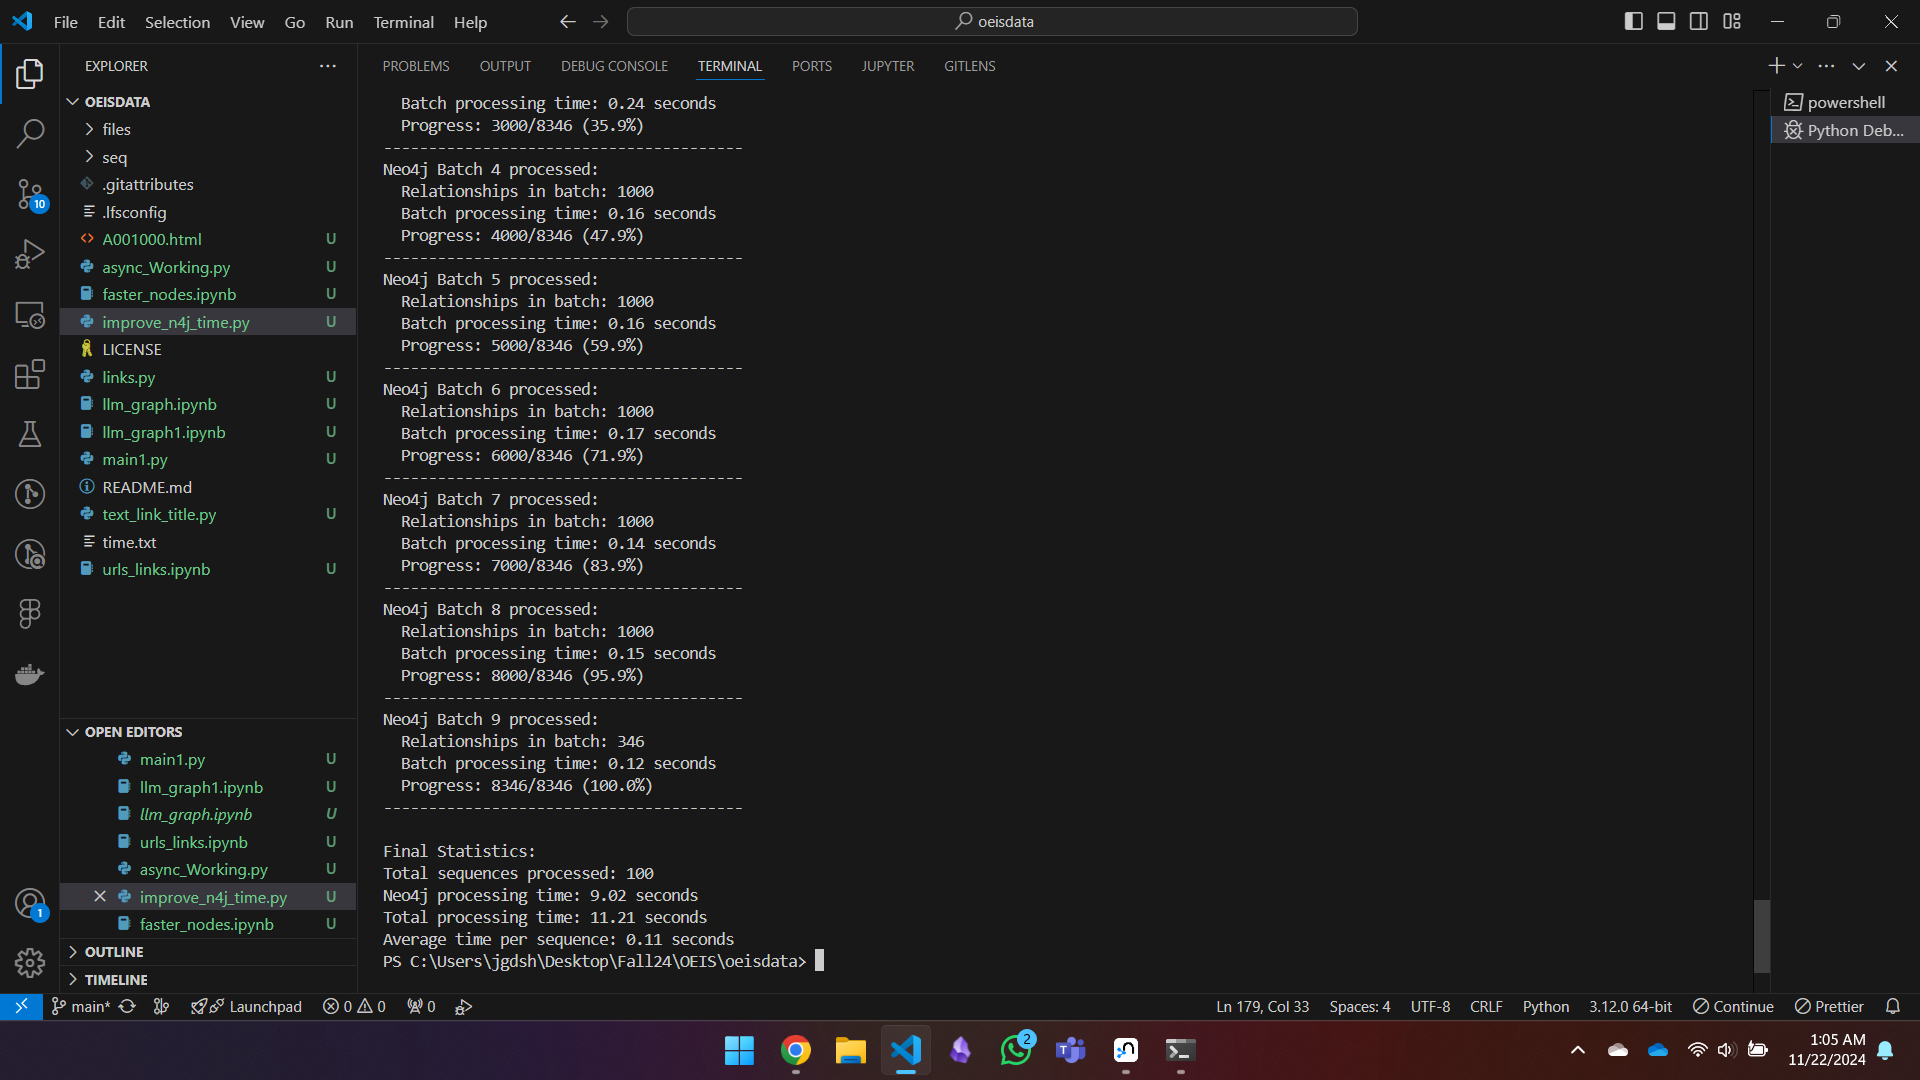 File Edit Selection View Go Run Terminal Help
oeisdata
EXPLORER
OEISDATA
files
seq
.gitattributes
.lfsconfig
A001000.html U
async_Working.py U
faster_nodes.ipynb U
improve_n4j_time.py U
LICENSE
links.py U
llm_graph.ipynb U
llm_graph1.ipynb U
main1.py U
README.md
text_link_title.py U
time.txt
urls_links.ipynb U
OPEN EDITORS
main1.py U
llm_graph1.ipynb U
llm_graph.ipynb U
urls_links.ipynb U
async_Working.py U
improve_n4j_time.py U
faster_nodes.ipynb U
OUTLINE
TIMELINE
10
1
PROBLEMS OUTPUT DEBUG CONSOLE TERMINAL PORTS JUPYTER GITLENS
Batch processing time: 0.24 seconds
Progress: 3000/8346 (35.9%)
----------------------------------------
Neo4j Batch 4 processed:
Relationships in batch: 1000
Batch processing time: 0.16 seconds
Progress: 4000/8346 (47.9%)
----------------------------------------
Neo4j Batch 5 processed:
Relationships in batch: 1000
Batch processing time: 0.16 seconds
Progress: 5000/8346 (59.9%)
----------------------------------------
Neo4j Batch 6 processed:
Relationships in batch: 1000
Batch processing time: 0.17 seconds
Progress: 6000/8346 (71.9%)
----------------------------------------
Neo4j Batch 7 processed:
Relationships in batch: 1000
Batch processing time: 0.14 seconds
Progress: 7000/8346 (83.9%)
----------------------------------------
Neo4j Batch 8 processed:
Relationships in batch: 1000
Batch processing time: 0.15 seconds
Progress: 8000/8346 (95.9%)
----------------------------------------
Neo4j Batch 9 processed:
Relationships in batch: 346
Batch processing time: 0.12 seconds
Progress: 8346/8346 (100.0%)
----------------------------------------
Final Statistics:
Total sequences processed: 100
Neo4j processing time: 9.02 seconds
Total processing time: 11.21 seconds
Average time per sequence: 0.11 seconds
PS C:\Users\jgdsh\Desktop\Fall24\OEIS\oeisdata>
powershell
Python Deb...
main* Launchpad 0 0 0 Ln 179, Col 33 Spaces: 4 UTF-8 CRLF Python 3.12.0 64-bit Continue Prettier
2
1:05 AM
11/22/2024